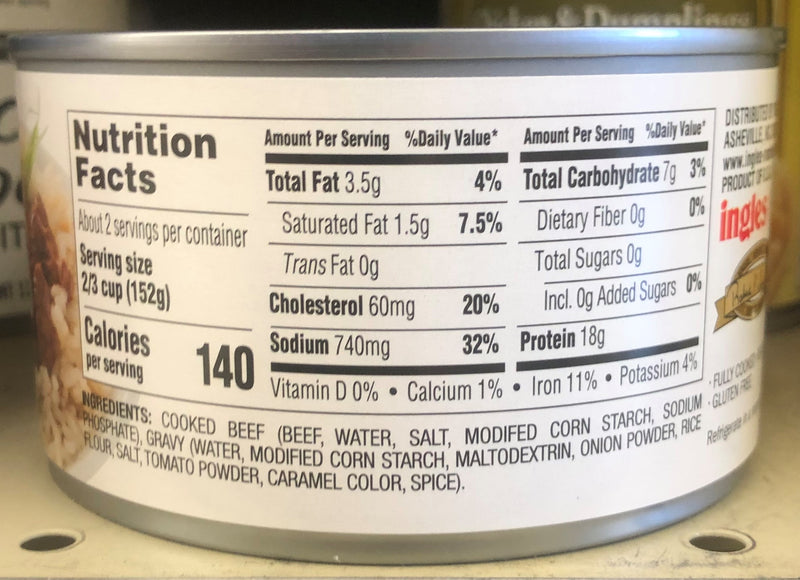 & Dumplings
Nutrition
Facts
About 2 servings per container
Serving size
2/3 cup (152g)
Calories
per serving
140
Amount Per Serving %Daily Value*
Total Fat 3.5g 4%
Saturated Fat 1.5g 7.5%
Trans Fat 0g
Cholesterol 60mg 20%
Sodium 740mg 32%
Amount Per Serving %Daily Value*
Total Carbohydrate 7g 3%
Dietary Fiber 0g 0%
Total Sugars 0g
Incl. 0g Added Sugars 0%
Protein 18g
Vitamin D 0% • Calcium 1% • Iron 11% • Potassium 4%
INGREDIENTS: COOKED BEEF (BEEF, WATER, SALT, MODIFED CORN STARCH, SODIUM
PHOSPHATE), GRAVY (WATER, MODIFIED CORN STARCH, MALTODEXTRIN, ONION POWDER, RICE
FLOUR, SALT, TOMATO POWDER, CARAMEL COLOR, SPICE).
DISTRIBUTED
ASHEVILLE,
www.ingles
PRODUCT OF
ingles
• FULLY COOKED
• GLUTEN FREE
Refrigerate